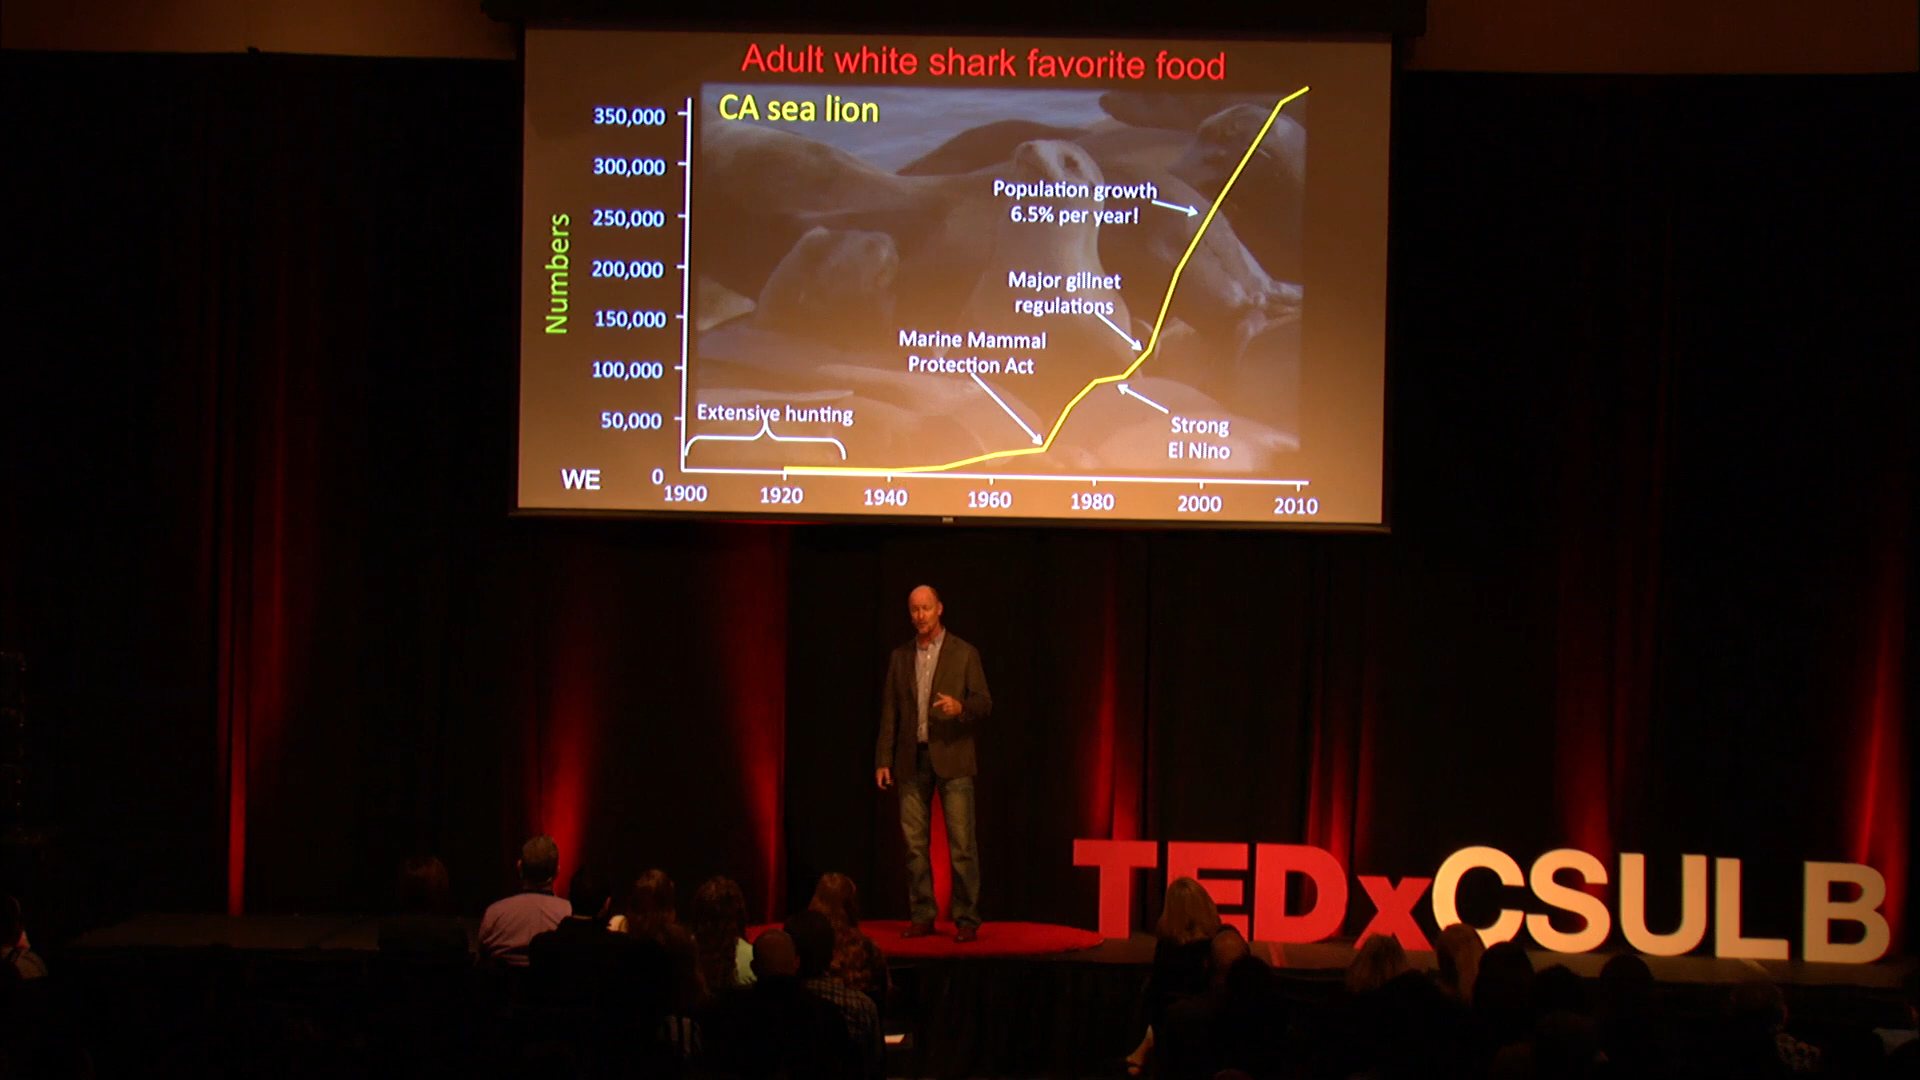 Adult white shark favorite food
CA sea lion
350,000
300,000
Population growth
6.5% per year!
250,000
Numbers
200,000
Major gillnet
regulations
150,000
Marine Mammal
Protection Act
100,000
Extensive hunting
50,000
Strong
El Nino
WE
0
1900 1920 1940 1960 1980 2000 2010
TEDxCSULB